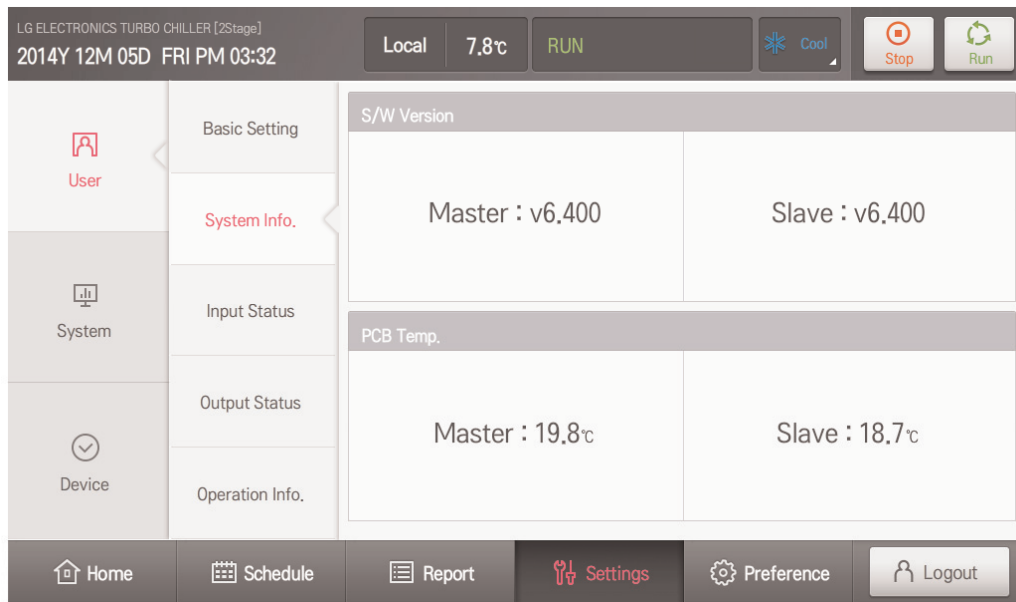 LG ELECTRONICS TURBO CHILLER [2Stage]
2014Y 12M 05D FRI PM 03:32
Local 7.8℃ RUN Cool Stop Run
User
System
Device
Basic Setting
System Info.
Input Status
Output Status
Operation Info.
S/W Version
Master : v6.400 Slave : v6.400
PCB Temp.
Master : 19.8℃ Slave : 18.7℃
Home Schedule Report Settings Preference Logout